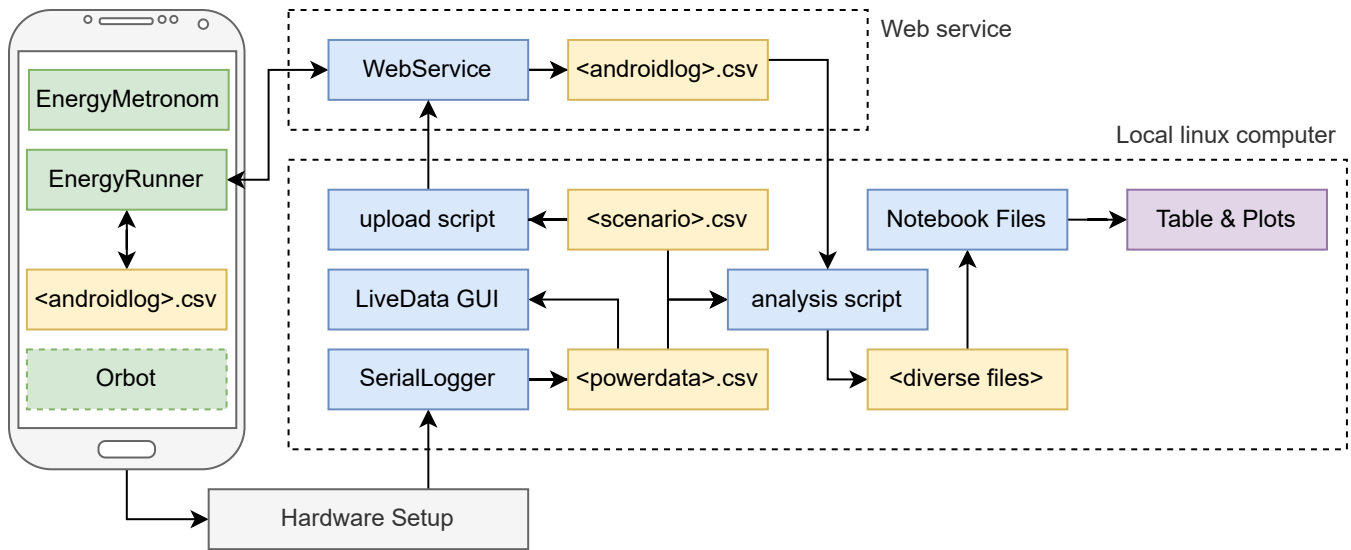 EnergyMetronom
EnergyRunner
<androidlog>.csv
Orbot
Hardware Setup
Web service
WebService
<androidlog>.csv
Local linux computer
upload script
<scenario>.csv
Notebook Files
Table & Plots
LiveData GUI
analysis script
SerialLogger
<powerdata>.csv
<diverse files>